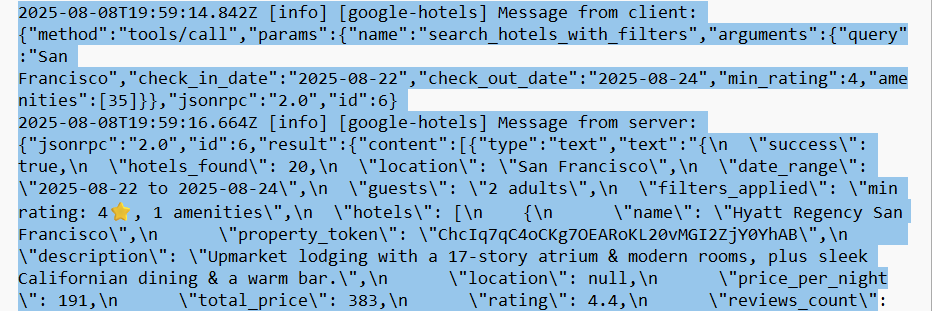 2025-08-08T19:59:14.842Z [info] [google-hotels] Message from client:
{"method":"tools/call","params":{"name":"search_hotels_with_filters","arguments":{"query"
:"San
Francisco","check_in_date":"2025-08-22","check_out_date":"2025-08-24","min_rating":4,"ame
nities":[35]}},"jsonrpc":"2.0","id":6}
2025-08-08T19:59:16.664Z [info] [google-hotels] Message from server:
{"jsonrpc":"2.0","id":6,"result":{"content":[{"type":"text","text":"{\n  \"success\":
true,\n  \"hotels_found\": 20,\n  \"location\": \"San Francisco\",\n  \"date_range\":
\"2025-08-22 to 2025-08-24\",\n  \"guests\": \"2 adults\",\n  \"filters_applied\": \"min
rating: 4⭐, 1 amenities\",\n  \"hotels\": [\n    {\n      \"name\": \"Hyatt Regency San
Francisco\",\n      \"property_token\": \"ChcIq7qC4oCKg7OEARoKL20vMGI2ZjY0YhAB\",\n
\"description\": \"Upmarket lodging with a 17-story atrium & modern rooms, plus sleek
Californian dining & a warm bar.\",\n      \"location\": null,\n      \"price_per_night
\": 191,\n      \"total_price\": 383,\n      \"rating\": 4.4,\n      \"reviews_count\":